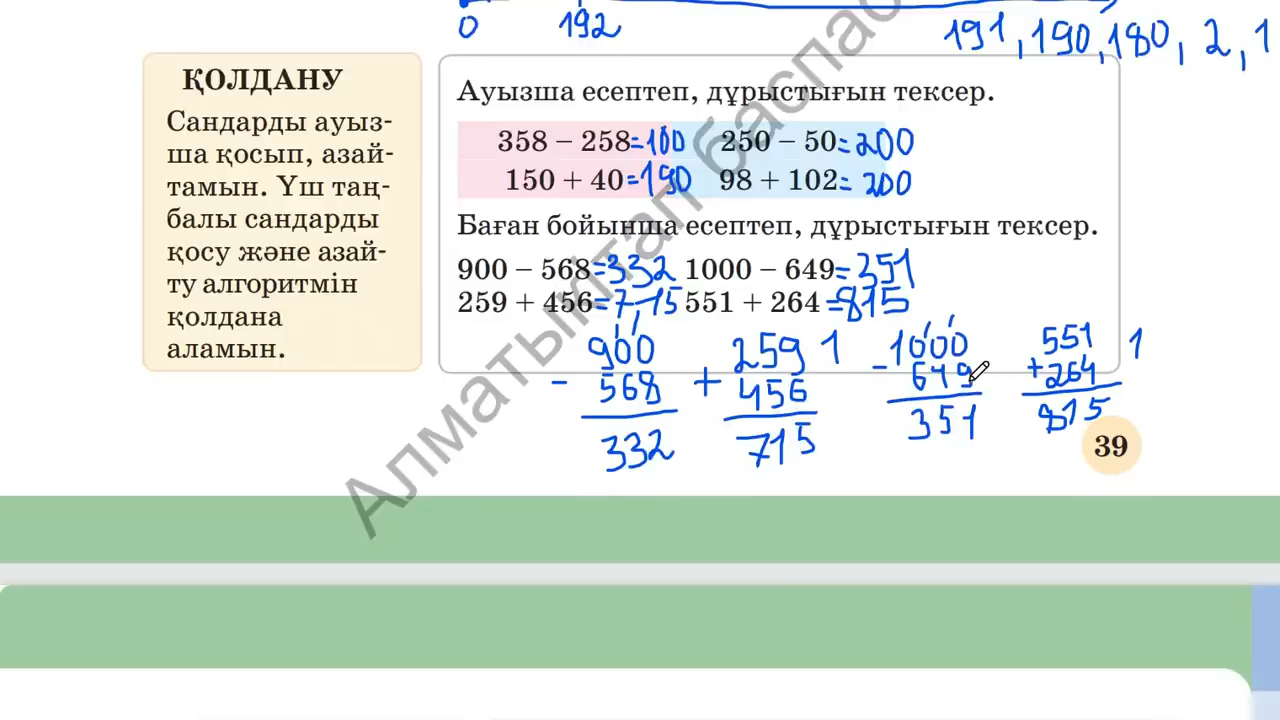 0 192 191, 190, 180, 2, 1
ҚОЛДАНУ
Сандарды ауыз-
ша қосып, азай-
тамын. Үш таң-
балы сандарды
қосу және азай-
ту алгоритмін
қолдана
аламын.
Ауызша есептеп, дұрыстығын тексер.
358 – 258=100 250 – 50=200
150 + 40=190 98 + 102=200
Баған бойынша есептеп, дұрыстығын тексер.
900 – 568=332 1000 – 649=351
259 + 456=715 551 + 264=815
900
- 568
332
259 1
+ 456
715
1000
- 649
351
551 1
+ 264
815
39
Алматыкітап баспасы